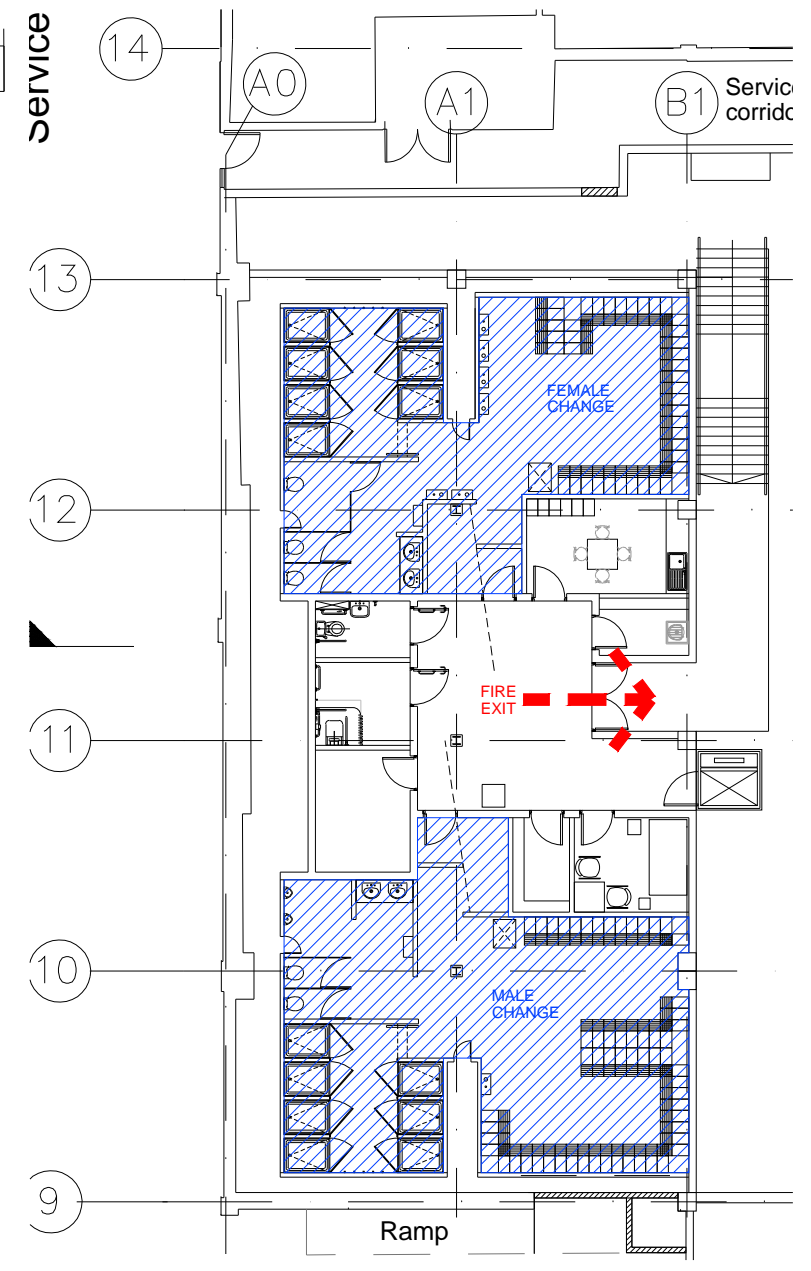 Service
14
A0
A1
B1
Service
corrido
13
FEMALE
CHANGE
12
FIRE
EXIT
11
10
MALE
CHANGE
9
Ramp